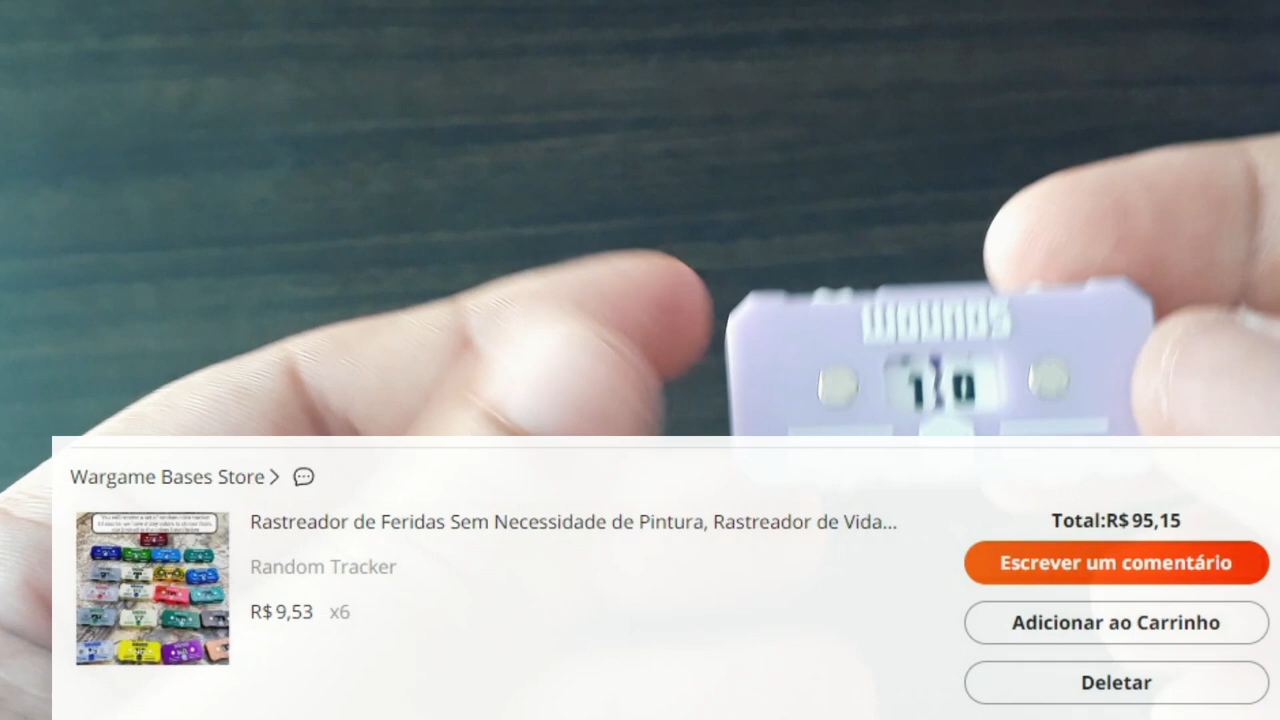 wounds
10
Wargame Bases Store
Rastreador de Feridas Sem Necessidade de Pintura, Rastreador de Vida...
Total:R$ 95,15
Escrever um comentário
Random Tracker
R$ 9,53 x6
Adicionar ao Carrinho
Deletar